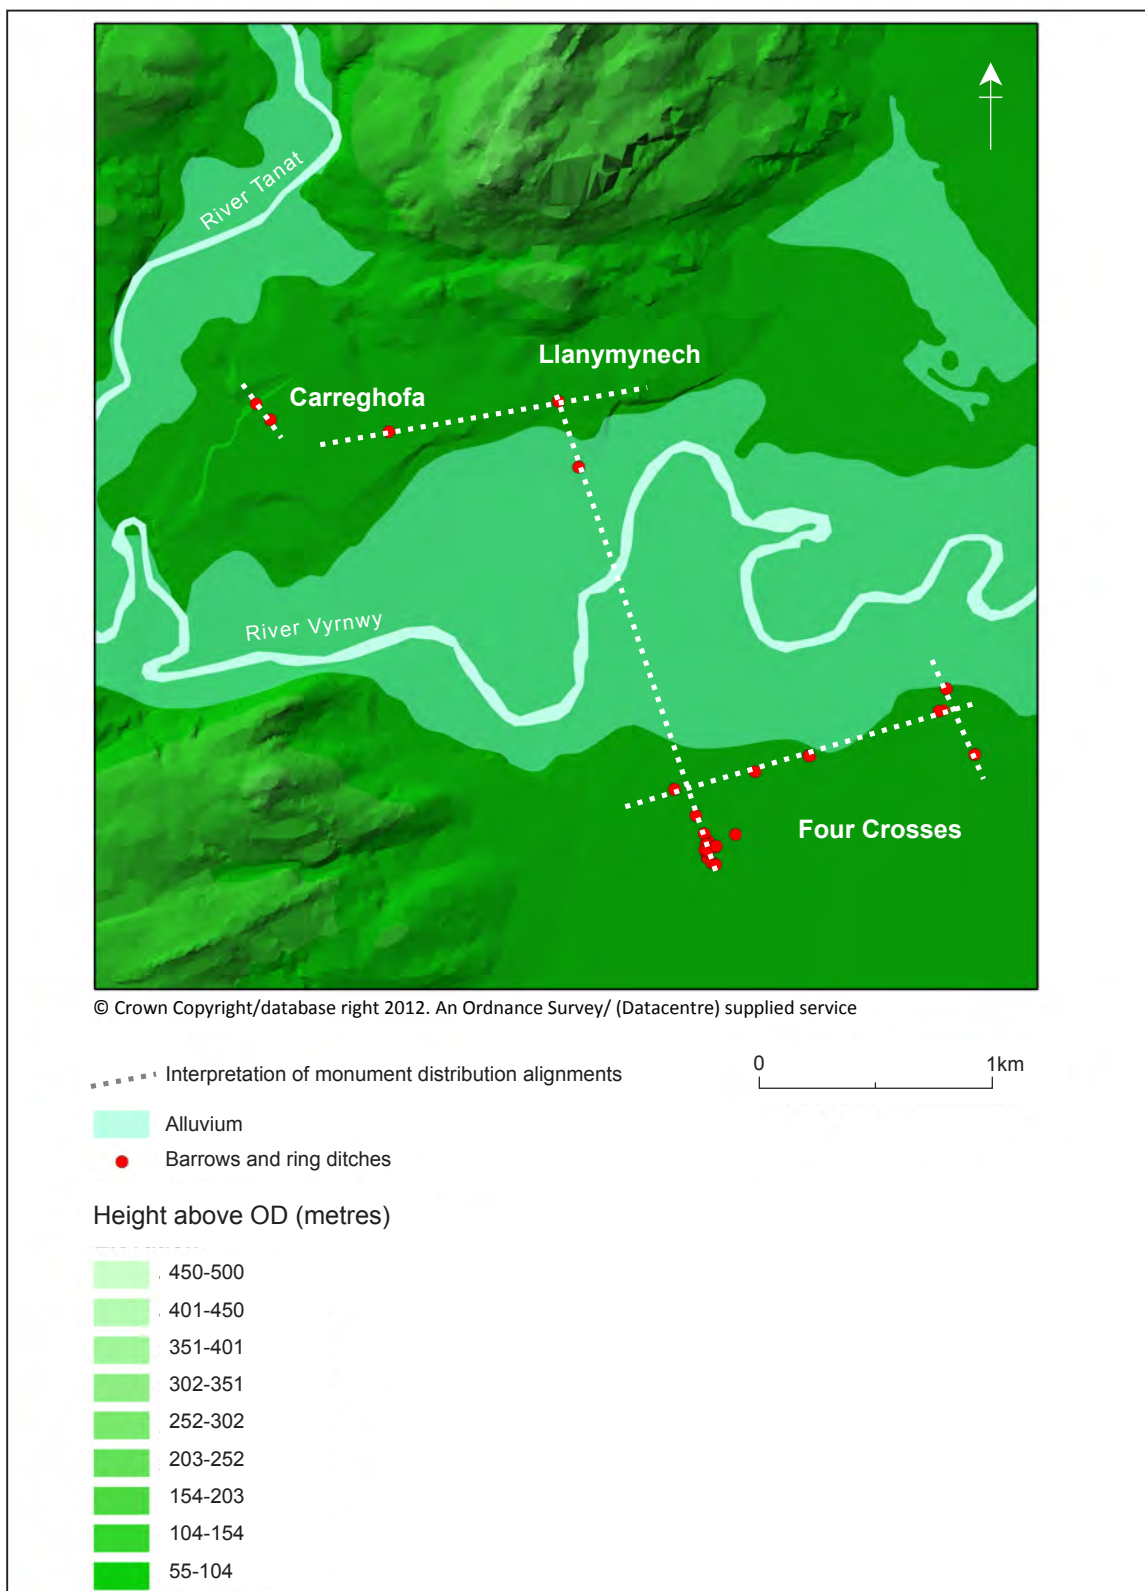 River Tanat
Llanymynech
Carreghofa
River Vyrnwy
Four Crosses
© Crown Copyright/database right 2012. An Ordnance Survey/ (Datacentre) supplied service
0 1km
Interpretation of monument distribution alignments
Alluvium
Barrows and ring ditches
Height above OD (metres)
450-500
401-450
351-401
302-351
252-302
203-252
154-203
104-154
55-104